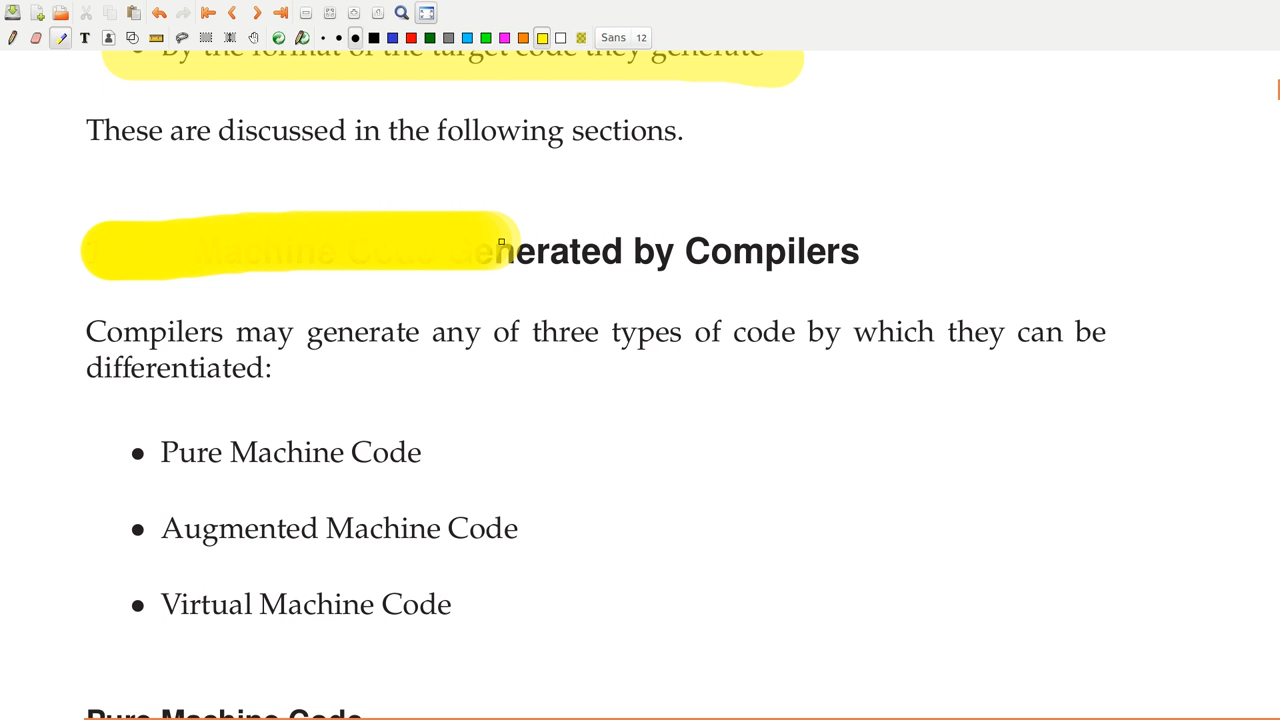 Sans 12
• By the format of the target code they generate
These are discussed in the following sections.
Machine Code Generated by Compilers
Compilers may generate any of three types of code by which they can be
differentiated:
• Pure Machine Code
• Augmented Machine Code
• Virtual Machine Code
Pure Machine Code